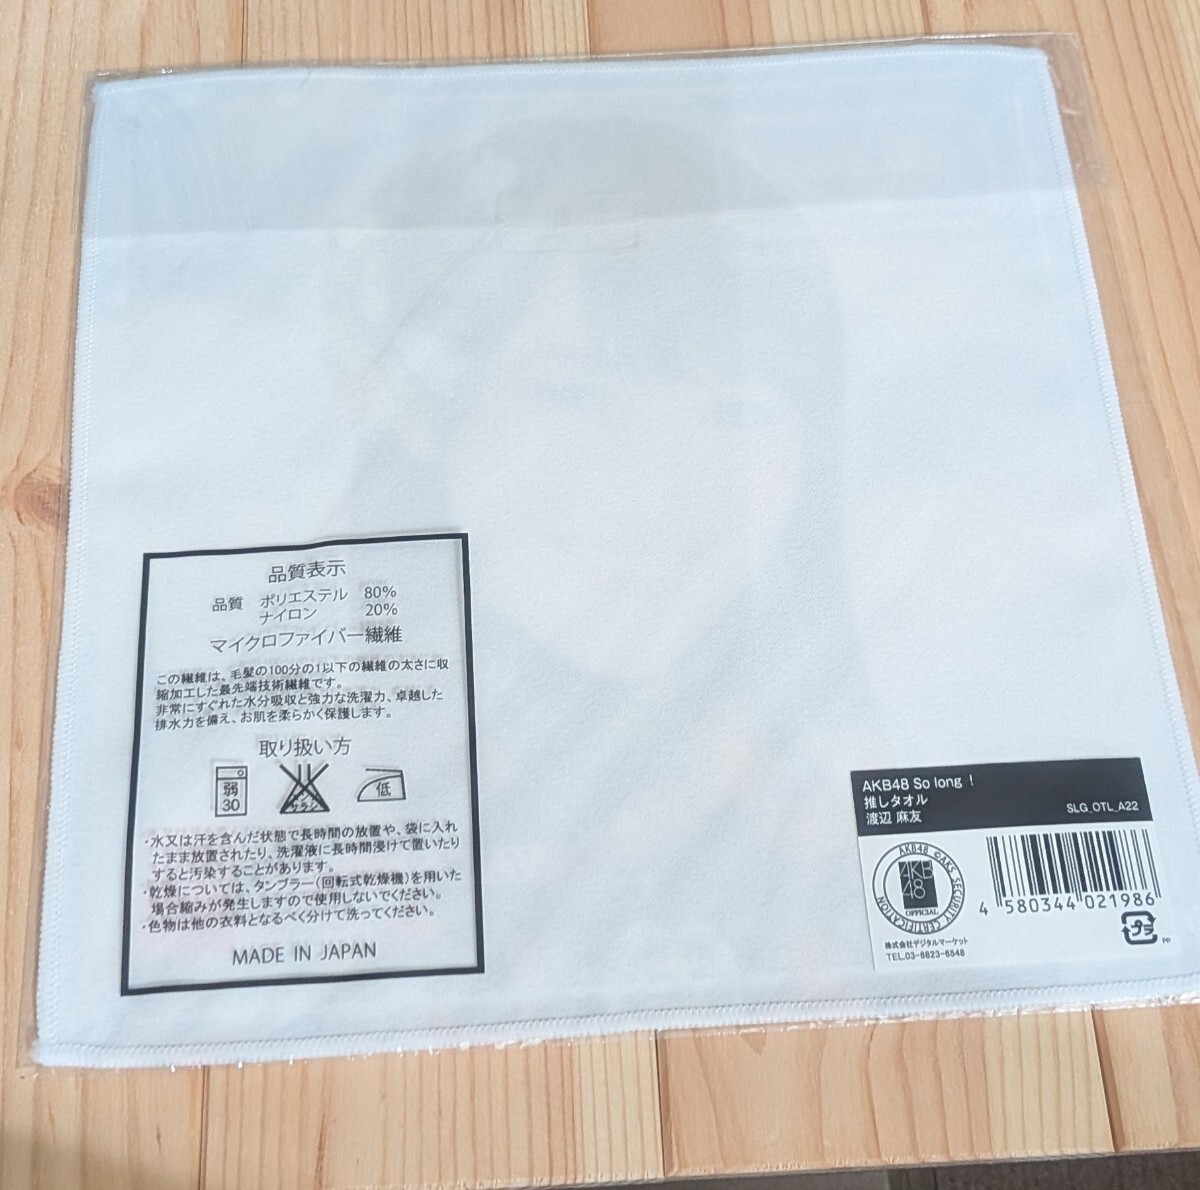 品質表示
品質 ポリエステル 80%
ナイロン 20%
マイクロファイバー繊維
この繊維は、毛髪の100分の1以下の繊維の太さに収
縮加工した最先端技術繊維です。
非常にすぐれた水分吸収と強力な洗濯力、卓越した
排水力を備え、お肌を柔らかく保護します。
取り扱い方
弱
30
サラシ
低
・水又は汗を含んだ状態で長時間の放置や、袋に入れ
たまま放置されたり、洗濯液に長時間浸けて置いたり
すると汚染することがあります。
・乾燥については、タンブラー(回転式乾燥機)を用いた
場合縮みが発生しますので使用しないでください。
・色物は他の衣料となるべく分けて洗ってください。
MADE IN JAPAN
AKB48 So long !
推しタオル
渡辺 麻友
SLG_OTL_A22
AKB48 ©AKS SECURITY CERTIFICATION
AKB
48
OFFICIAL
株式会社デジタルマーケット
TEL.03-6823-6548
4 580344 021986
プラ
PP